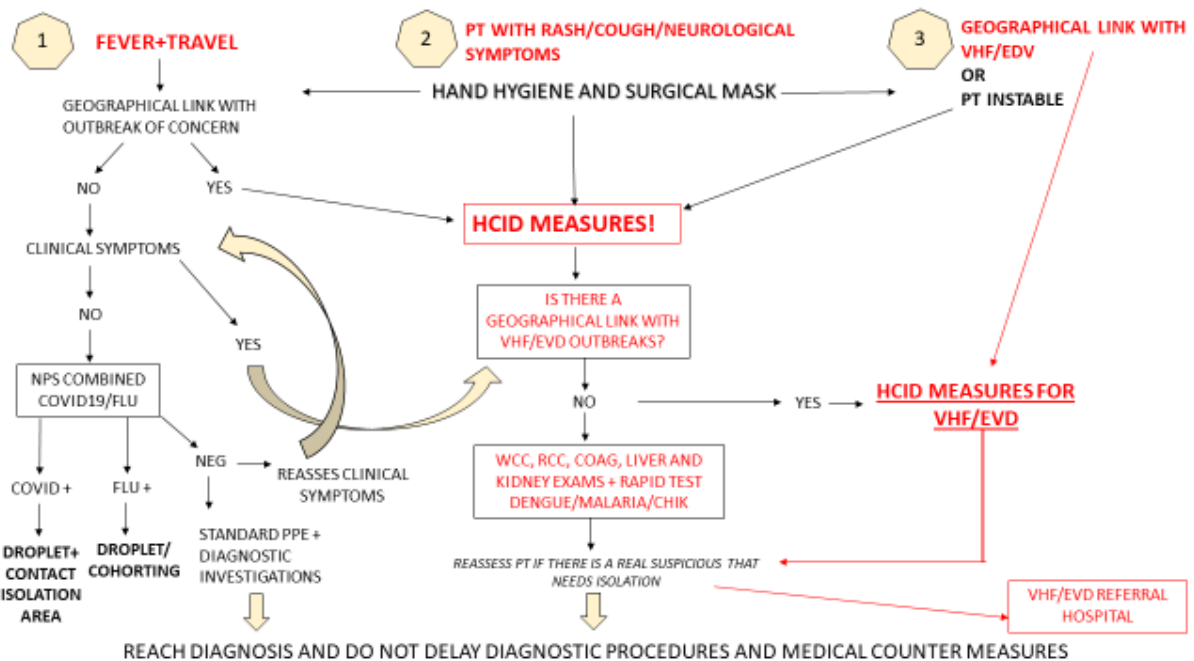 1
FEVER+TRAVEL
2
PT WITH RASH/COUGH/NEUROLOGICAL
SYMPTOMS
3
GEOGRAPHICAL LINK WITH
VHF/EDV
OR
PT INSTABLE
HAND HYGIENE AND SURGICAL MASK
GEOGRAPHICAL LINK WITH
OUTBREAK OF CONCERN
NO
YES
HCID MEASURES!
CLINICAL SYMPTOMS
NO
YES
IS THERE A
GEOGRAPHICAL LINK WITH
VHF/EVD OUTBREAKS?
NO
YES
HCID MEASURES FOR
VHF/EVD
NPS COMBINED
COVID19/FLU
COVID +
FLU +
NEG
REASSES CLINICAL
SYMPTOMS
WCC, RCC, COAG, LIVER AND
KIDNEY EXAMS + RAPID TEST
DENGUE/MALARIA/CHIK
DROPLET+
CONTACT
ISOLATION
AREA
DROPLET/
COHORTING
STANDARD PPE +
DIAGNOSTIC
INVESTIGATIONS
REASSESS PT IF THERE IS A REAL SUSPICIOUS THAT
NEEDS ISOLATION
VHF/EVD REFERRAL
HOSPITAL
REACH DIAGNOSIS AND DO NOT DELAY DIAGNOSTIC PROCEDURES AND MEDICAL COUNTER MEASURES